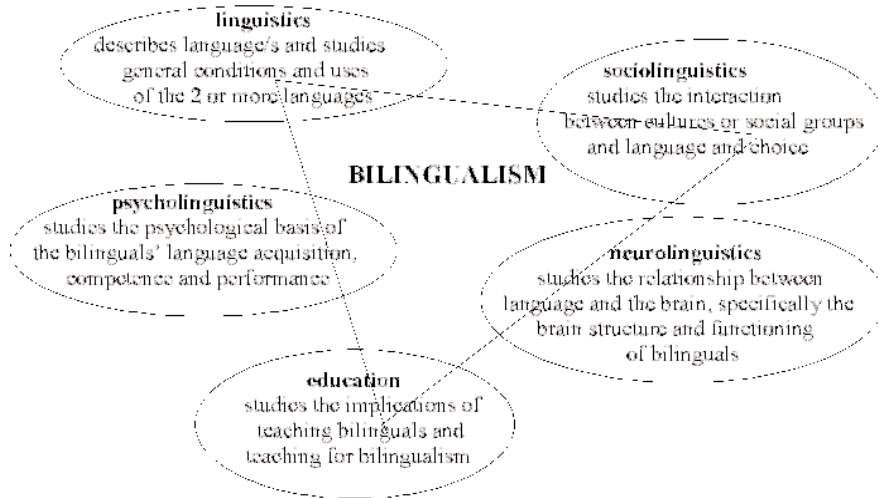 linguistics
describes language/s and studies
general conditions and uses
of the 2 or more languages
sociolinguistics
studies the interaction
between cultures or social groups
and language and choice
BILINGUALISM
psycholinguistics
studies the psychological basis of
the bilinguals' language acquisition,
competence and performance
neurolinguistics
studies the relationship between
language and the brain, specifically the
brain structure and functioning
of bilinguals
education
studies the implications of
teaching bilinguals and
teaching for bilingualism